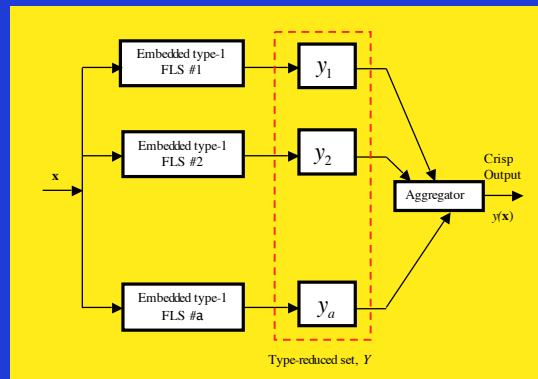 Embedded type-1
FLS #1
y1
Embedded type-1
FLS #2
y2
x
Crisp
Output
Aggregator
y(x)
Embedded type-1
FLS #a
ya
Type-reduced set, Y